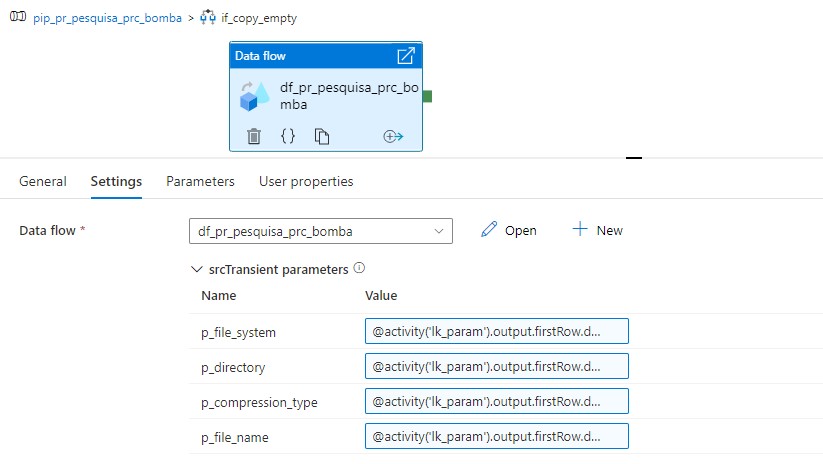 pip_pr_pesquisa_prc_bomba > if_copy_empty
Data flow
df_pr_pesquisa_prc_bo
mba
General Settings Parameters User properties
Data flow * df_pr_pesquisa_prc_bomba Open New
srcTransient parameters
Name Value
p_file_system @activity('lk_param').output.firstRow.d...
p_directory @activity('lk_param').output.firstRow.d...
p_compression_type @activity('lk_param').output.firstRow.d...
p_file_name @activity('lk_param').output.firstRow.d...